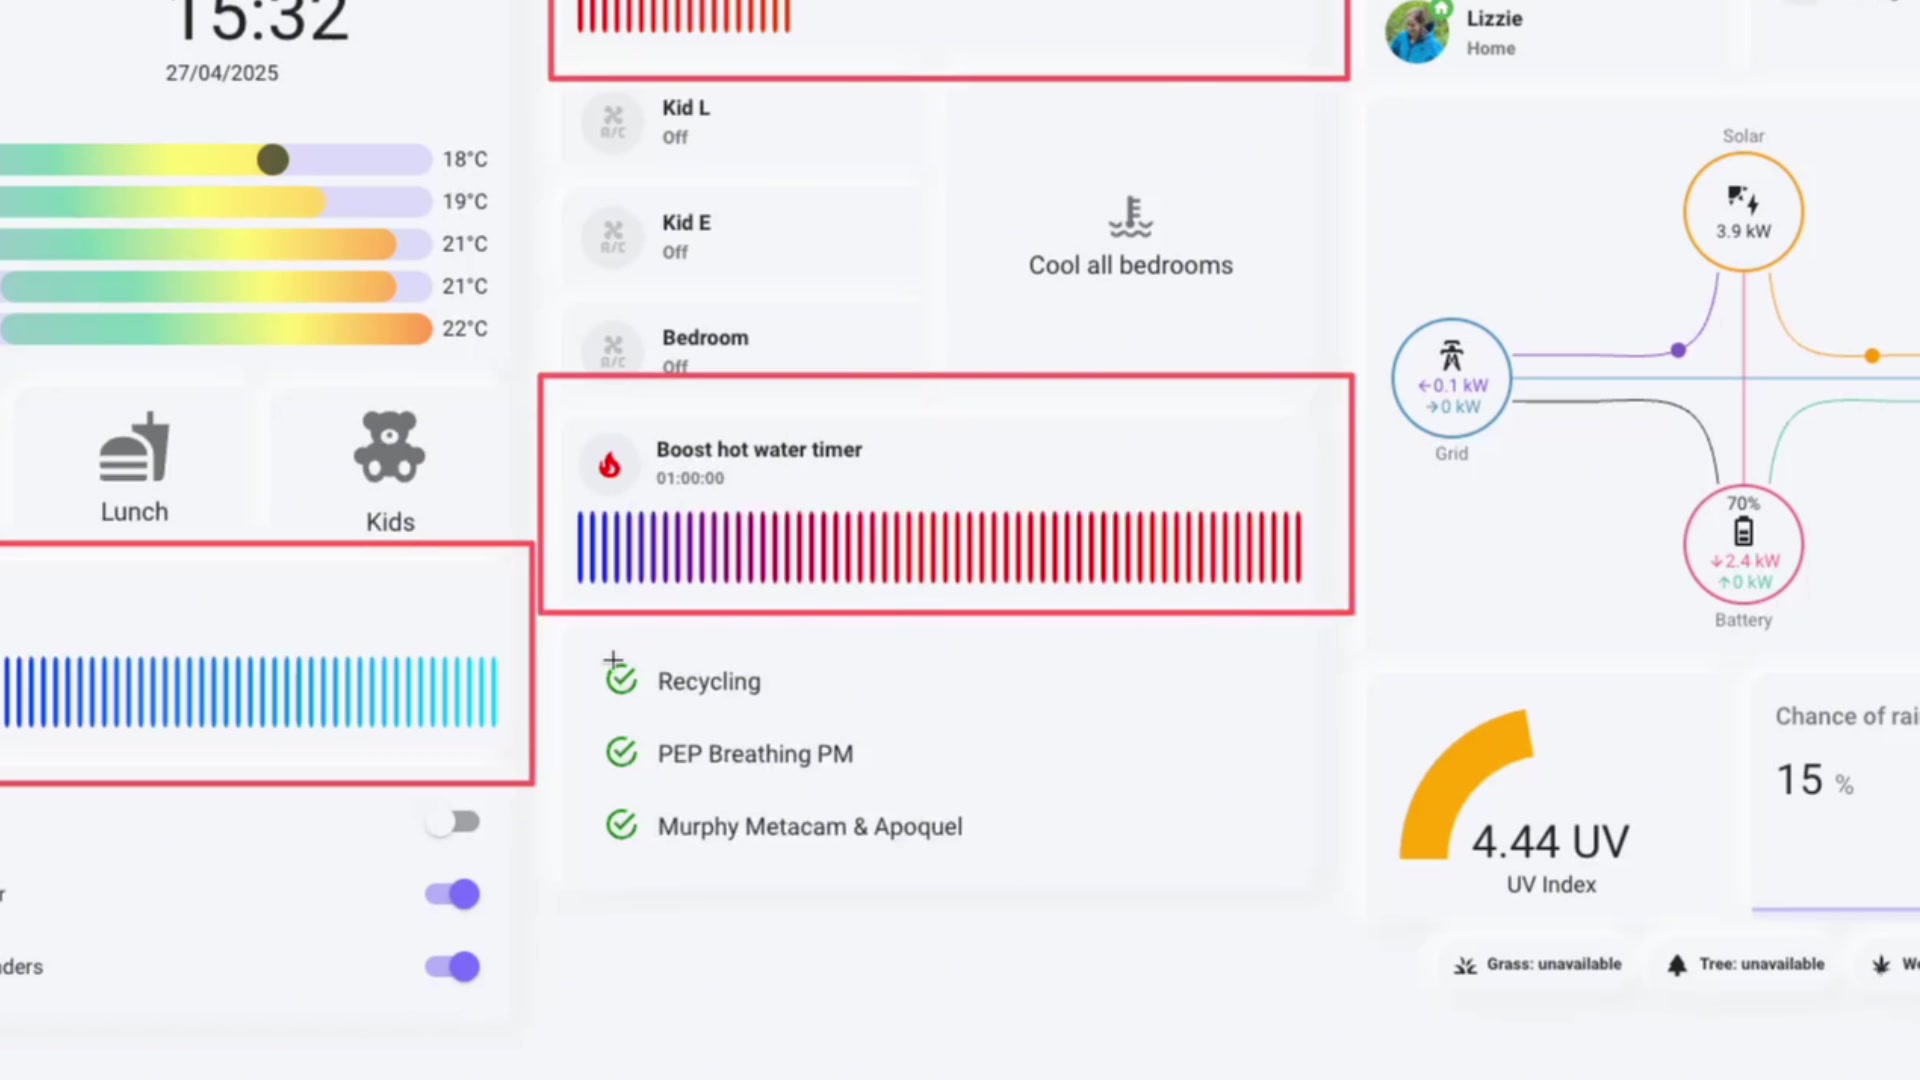 15:32
27/04/2025
18°C
19°C
21°C
21°C
22°C
Lunch
Kids
Kid L
Off
A/C
Kid E
Off
A/C
Bedroom
Off
A/C
Cool all bedrooms
Boost hot water timer
01:00:00
Recycling
PEP Breathing PM
Murphy Metacam & Apoquel
Lizzie
Home
Solar
3.9 kW
←0.1 kW
→0 kW
Grid
70%
↓2.4 kW
↑0 kW
Battery
4.44 UV
UV Index
Chance of rai
15 %
Grass: unavailable
Tree: unavailable
We
r
ders